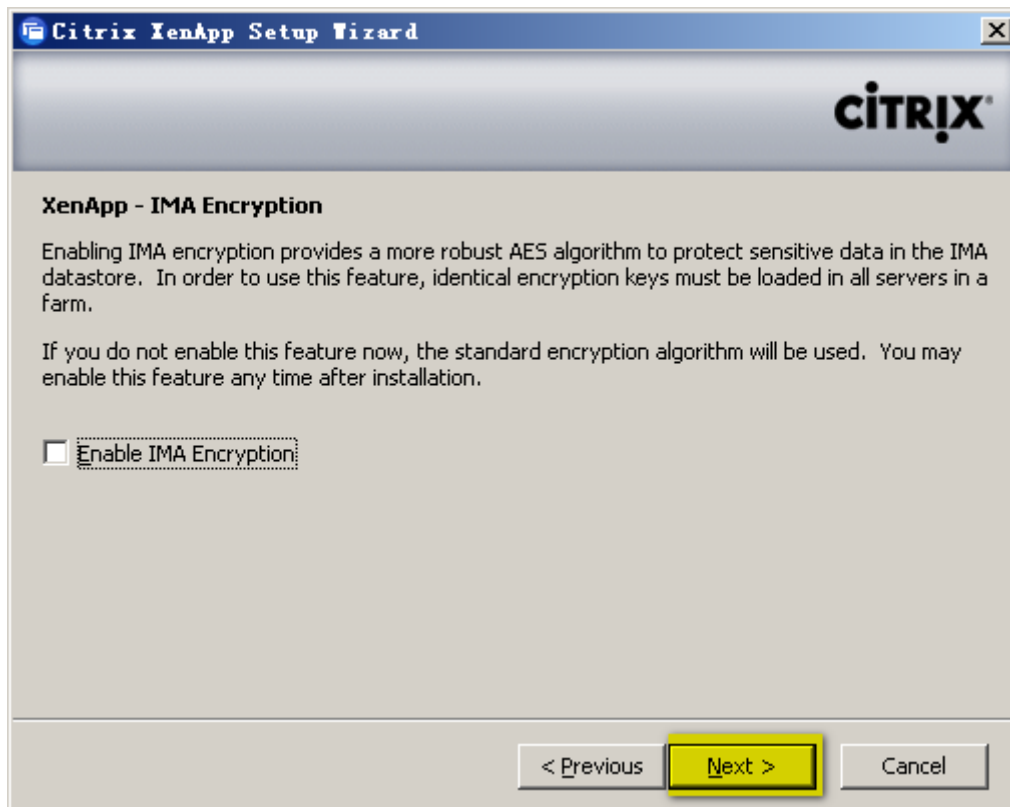 Citrix XenApp Setup Wizard
CİTRIX
XenApp - IMA Encryption
Enabling IMA encryption provides a more robust AES algorithm to protect sensitive data in the IMA
datastore.  In order to use this feature, identical encryption keys must be loaded in all servers in a
farm.
If you do not enable this feature now, the standard encryption algorithm will be used.  You may
enable this feature any time after installation.
Enable IMA Encryption
< Previous
Next >
Cancel